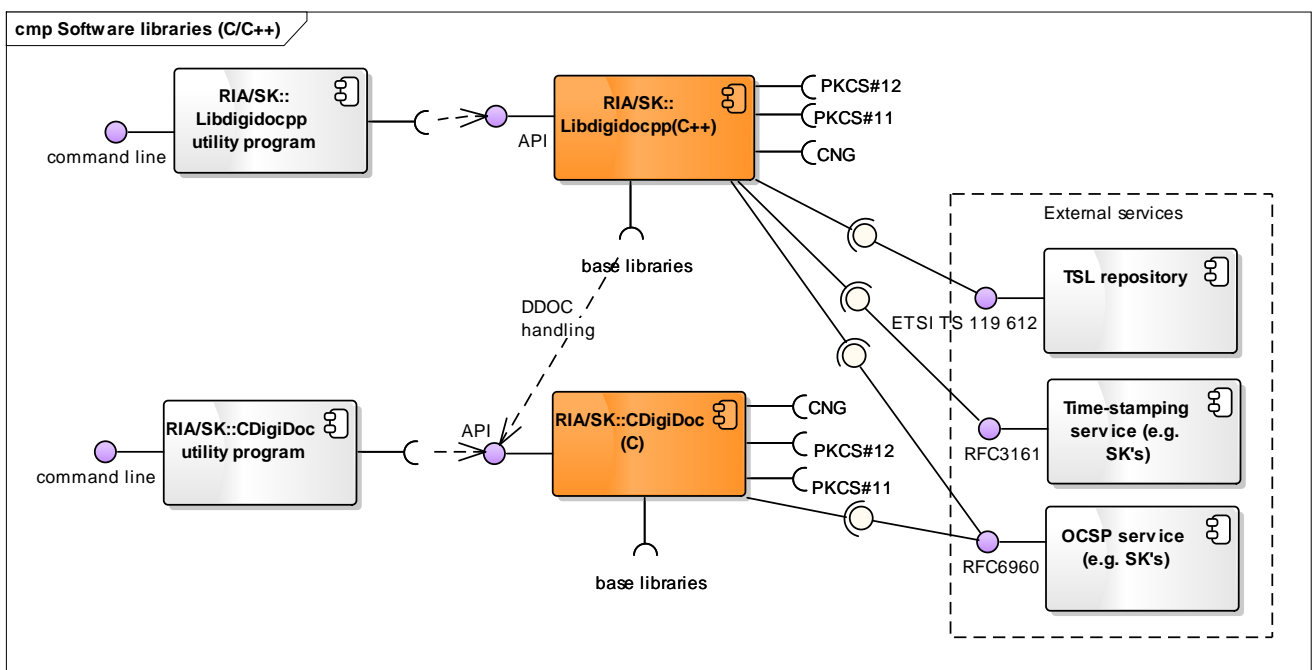 cmp Software libraries (C/C++)
RIA/SK::
Libdigidocpp
utility program
command line
API
RIA/SK::
Libdigidocpp(C++)
PKCS#12
PKCS#11
CNG
base libraries
External services
TSL repository
ETSI TS 119 612
DDOC
handling
Time-stamping
service (e.g.
SK's)
RFC3161
RIA/SK::CDigiDoc
utility program
command line
API
RIA/SK::CDigiDoc
(C)
CNG
PKCS#12
PKCS#11
base libraries
OCSP service
(e.g. SK's)
RFC6960